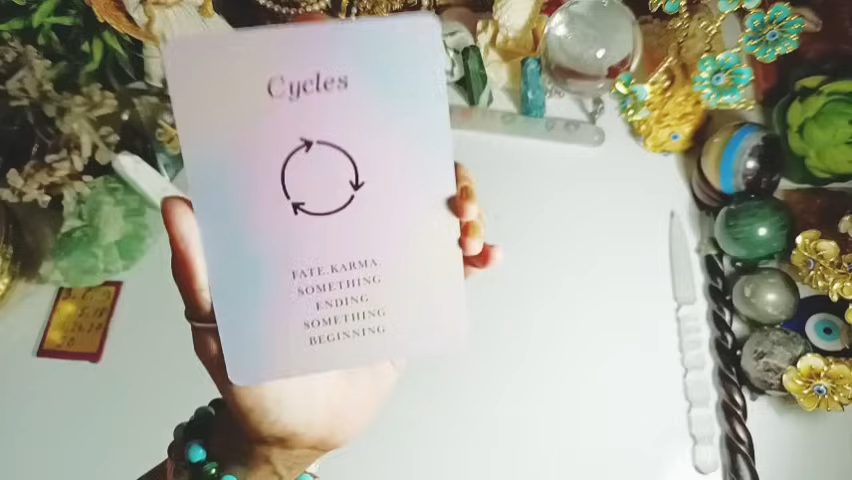 Cycles
FATE.KARMA.
SOMETHING
ENDING
SOMETHING
BEGINNING